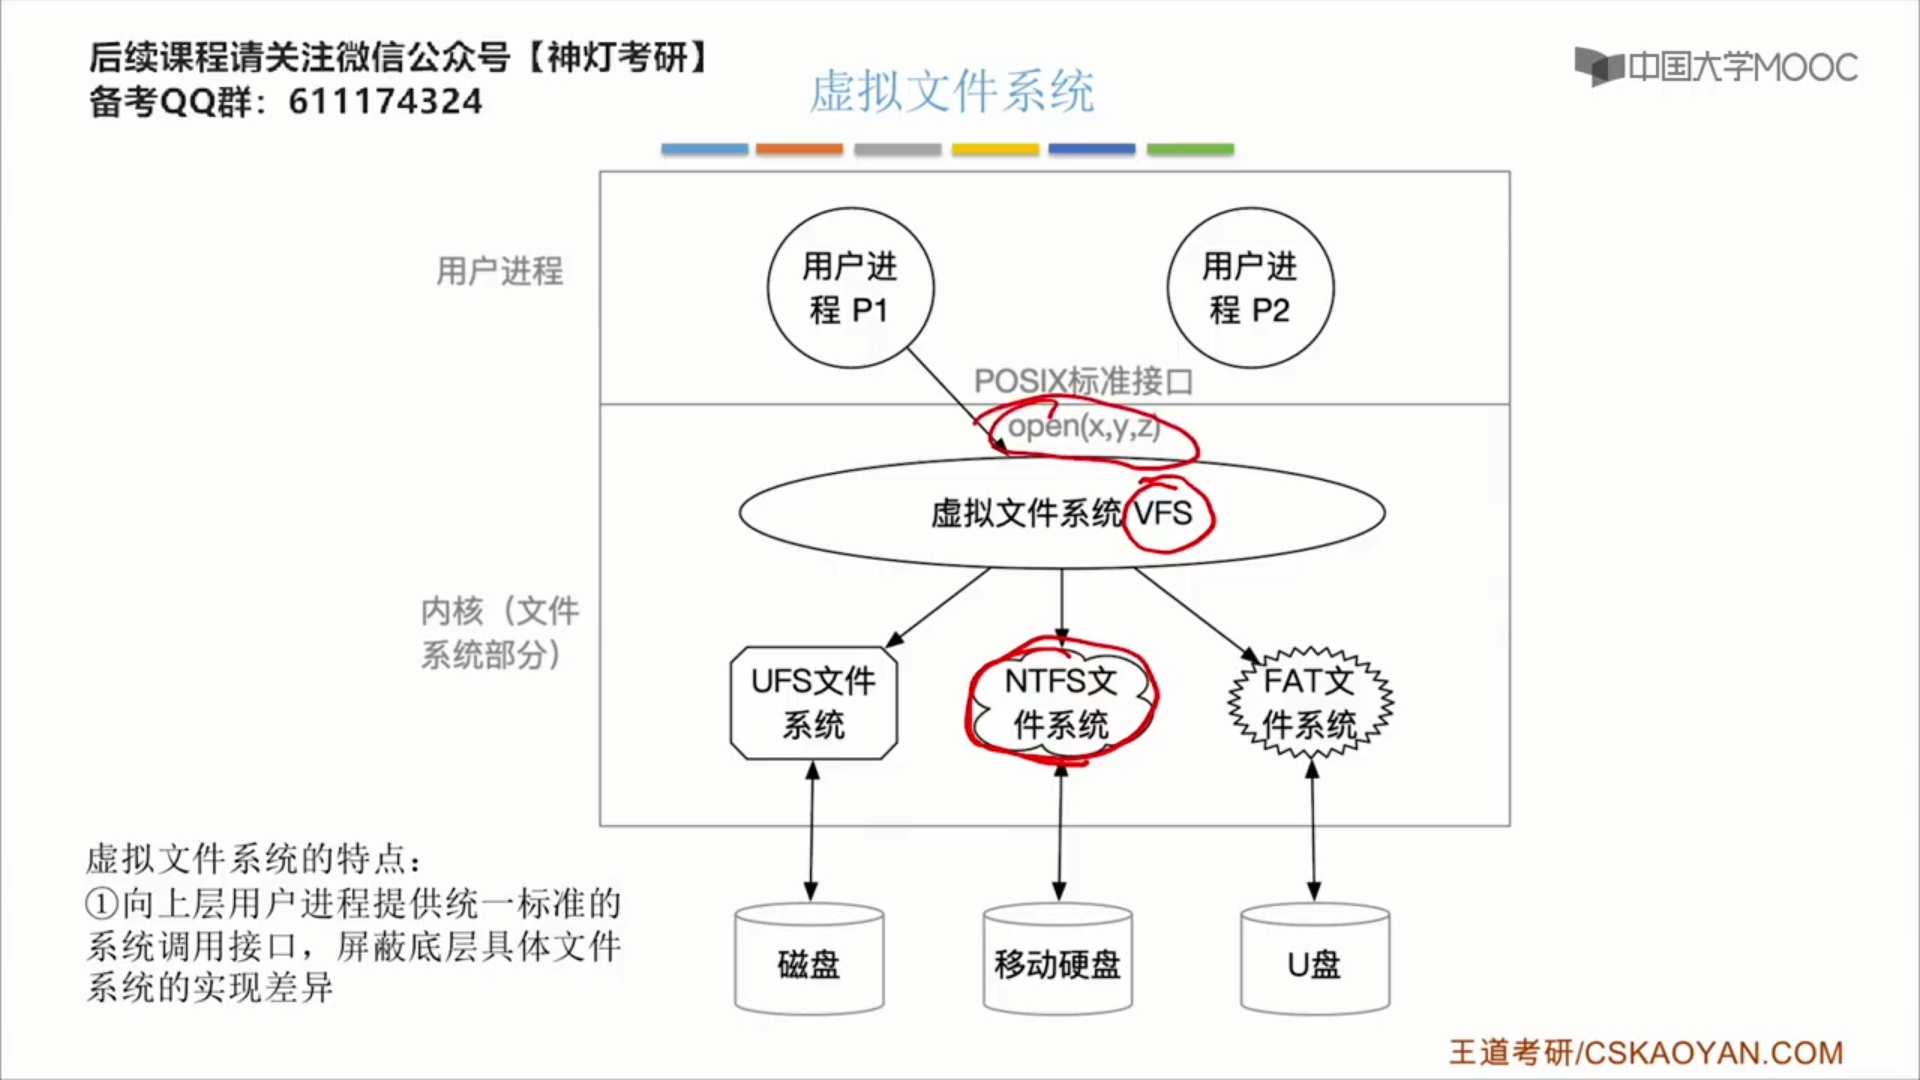 后续课程请关注微信公众号【神灯考研】
备考QQ群：611174324
中国大学MOOC
虚拟文件系统
用户进程
用户进
程 P1
用户进
程 P2
POSIX标准接口
open(x,y,z)
虚拟文件系统 VFS
内核（文件
系统部分）
UFS文件
系统
NTFS文
件系统
FAT文
件系统
磁盘
移动硬盘
U盘
虚拟文件系统的特点：
①向上层用户进程提供统一标准的
系统调用接口，屏蔽底层具体文件
系统的实现差异
王道考研/CSKAOYAN.COM